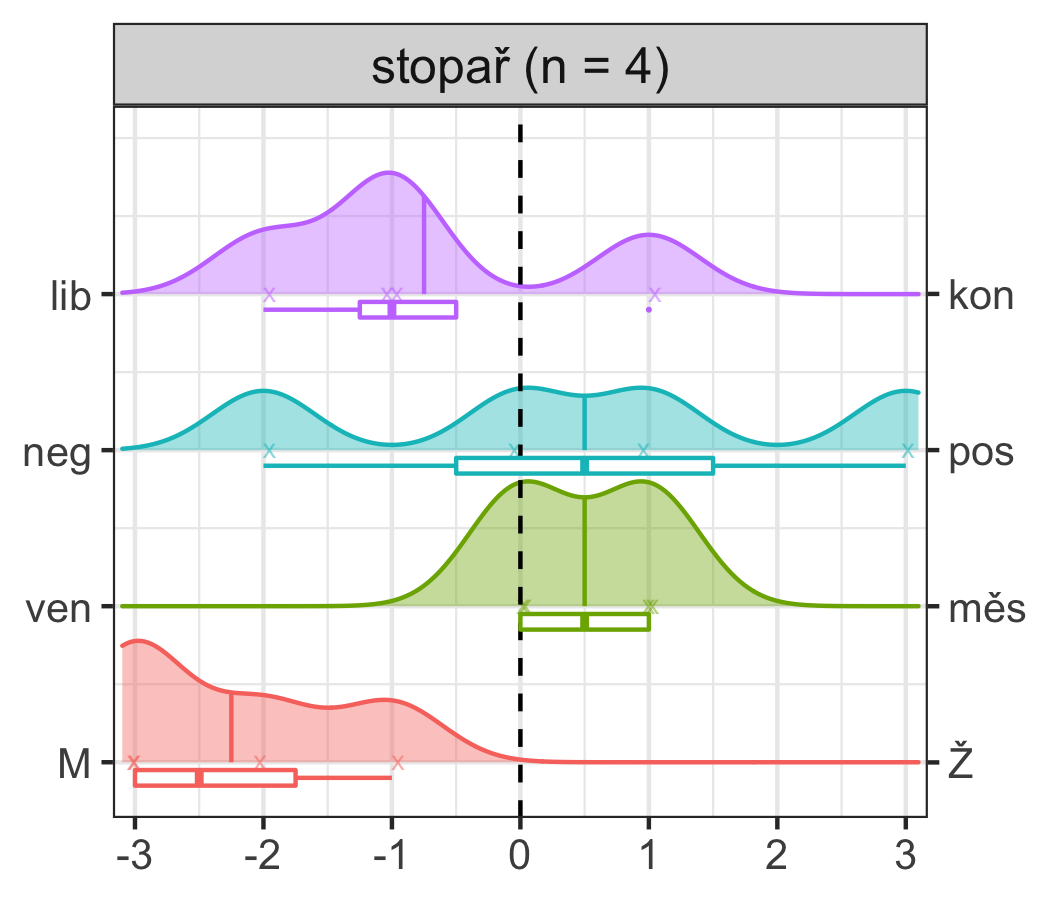 stopař (n = 4)
lib kon
neg pos
ven měs
M Ž
-3 -2 -1 0 1 2 3